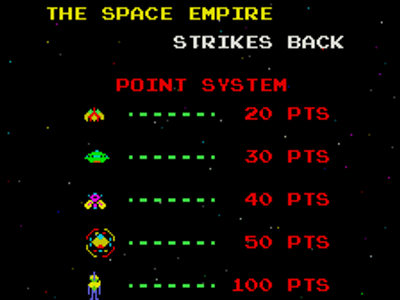 THE SPACE EMPIRE
STRIKES BACK
POINT SYSTEM
------- 20 PTS
------- 30 PTS
------- 40 PTS
------- 50 PTS
------- 100 PTS